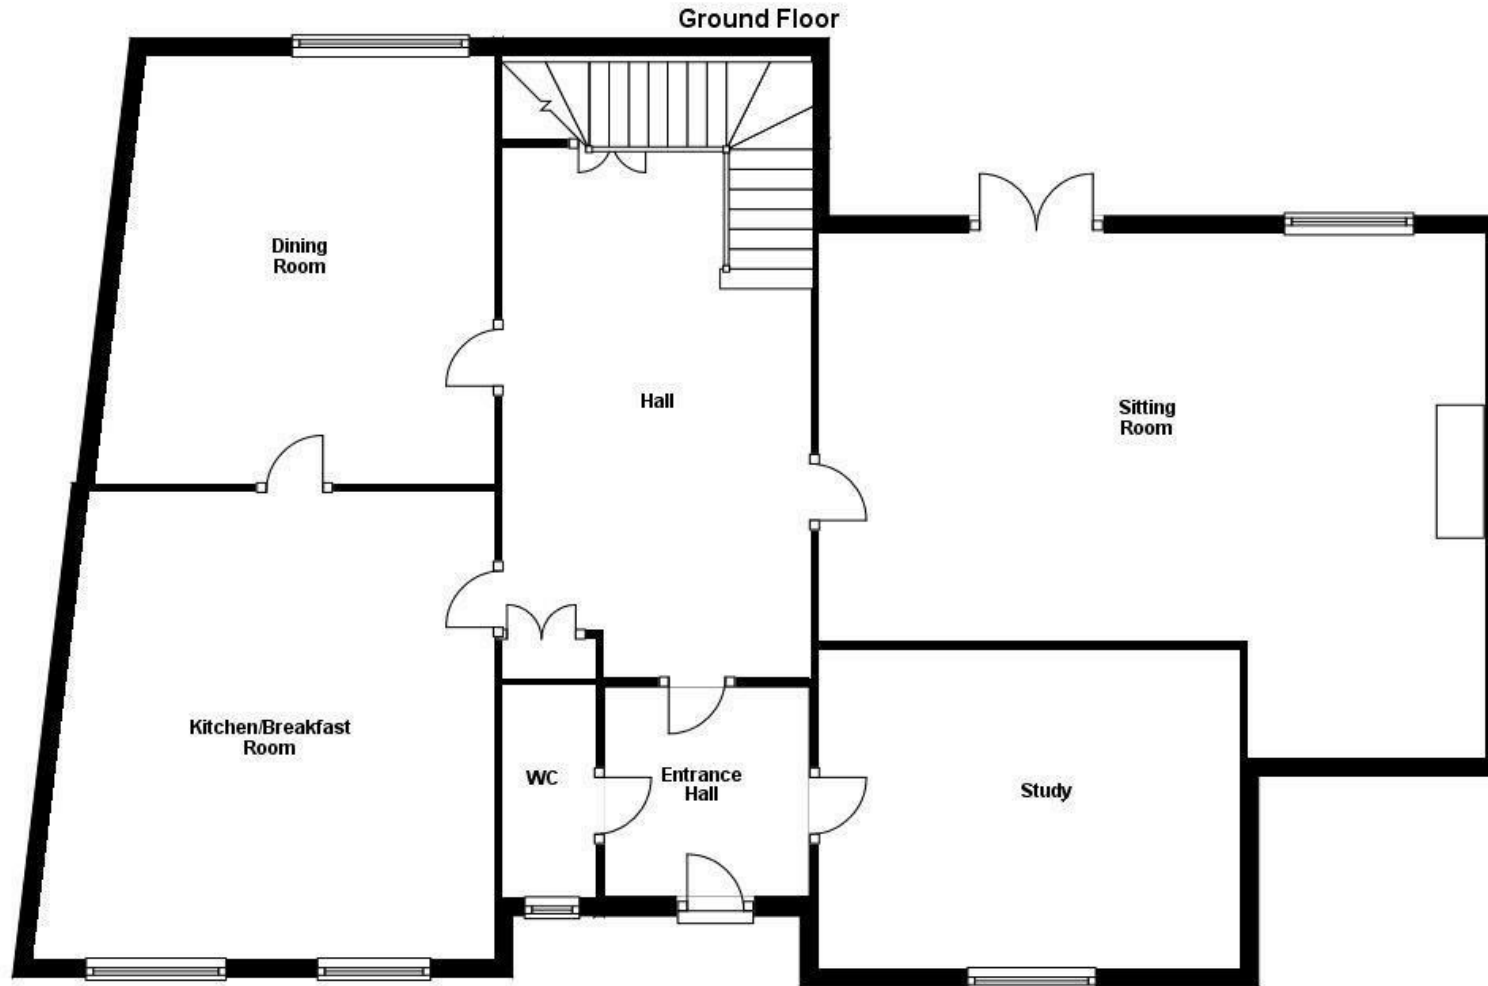 Ground Floor
Dining
Room
Hall
Sitting
Room
Kitchen/Breakfast
Room
WC
Entrance
Hall
Study